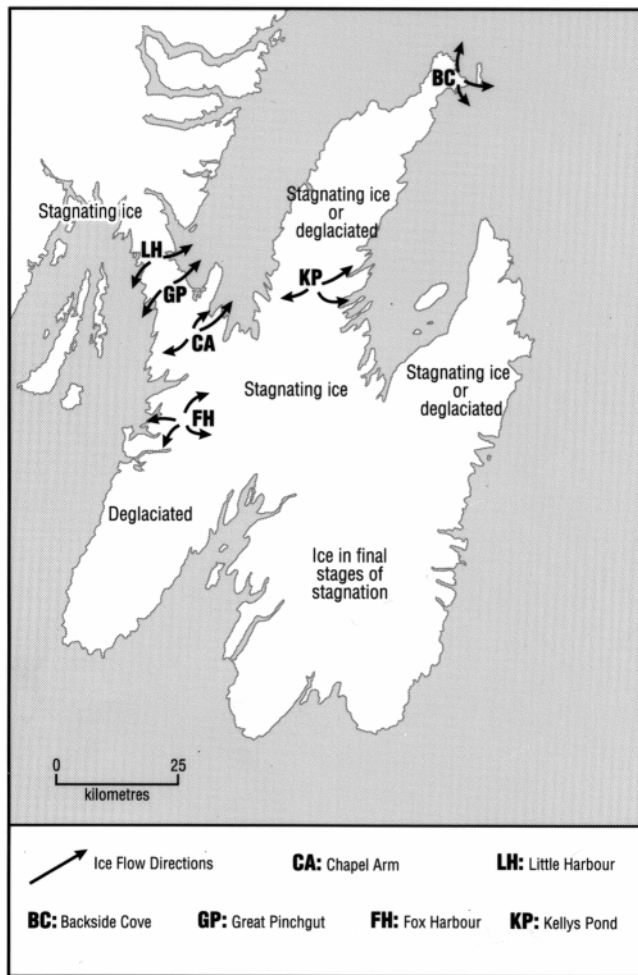 BC
Stagnating ice
or
deglaciated
Stagnating ice
LH
KP
GP
CA
Stagnating ice
Stagnating ice
or
deglaciated
FH
Deglaciated
Ice in final
stages of
stagnation
0 25
kilometres
Ice Flow Directions
CA: Chapel Arm
LH: Little Harbour
BC: Backside Cove
GP: Great Pinchgut
FH: Fox Harbour
KP: Kellys Pond